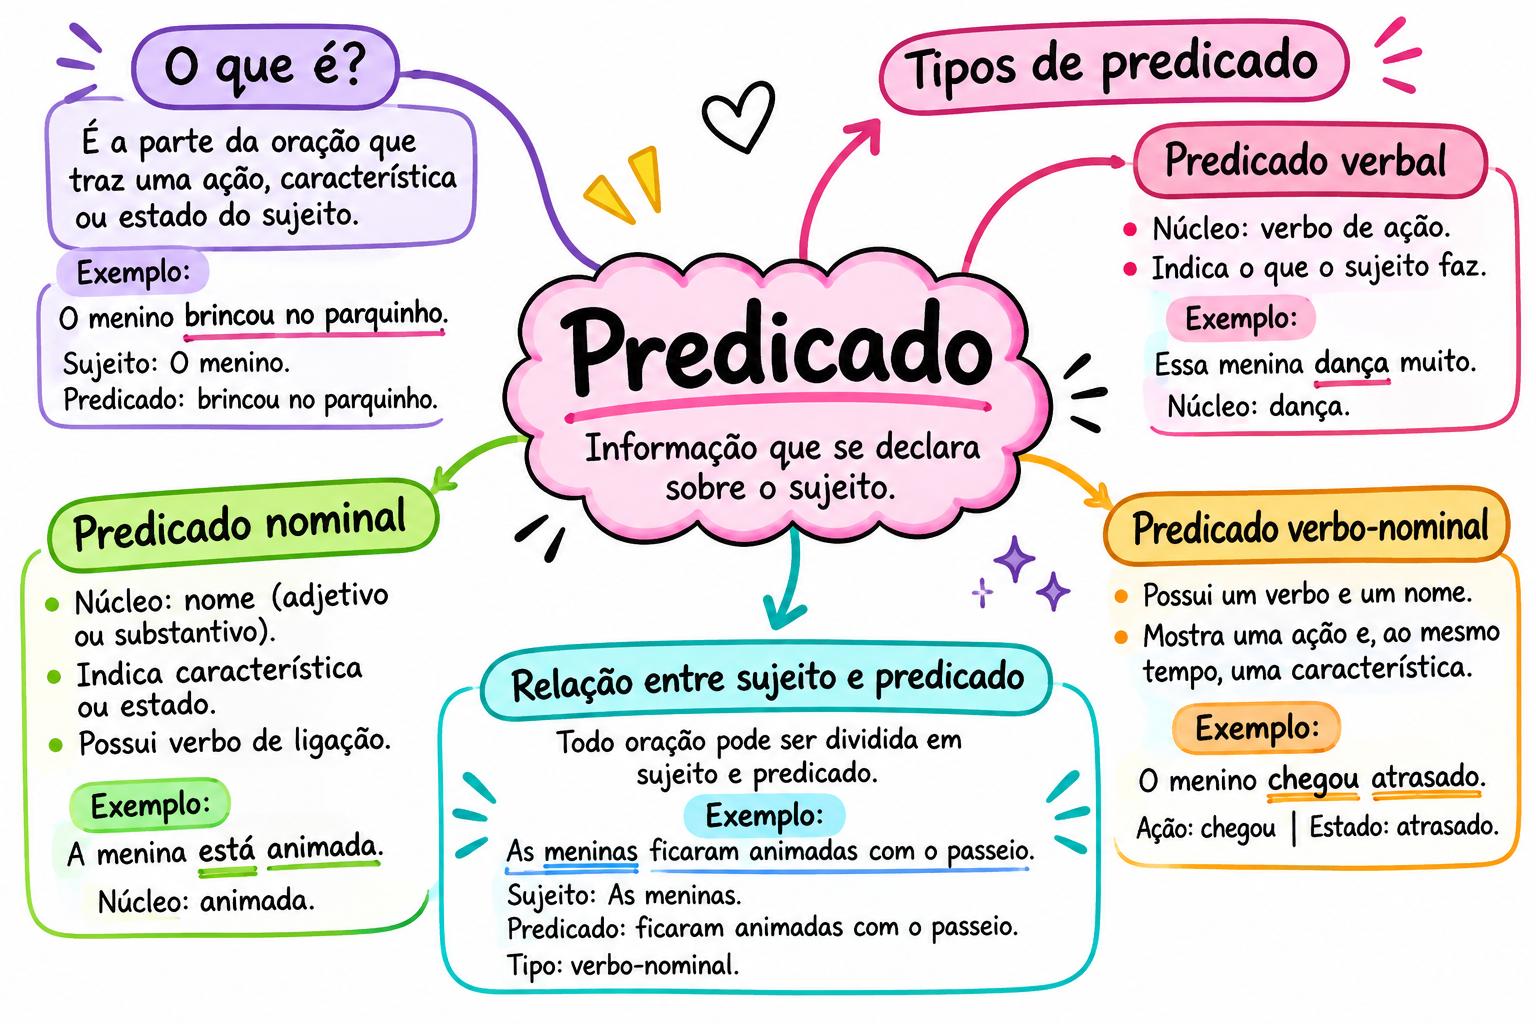 O que é?
É a parte da oração que
traz uma ação, característica
ou estado do sujeito.
Exemplo:
O menino brincou no parquinho.
Sujeito: O menino.
Predicado: brincou no parquinho.
Tipos de predicado
Predicado verbal
Núcleo: verbo de ação.
Indica o que o sujeito faz.
Exemplo:
Essa menina dança muito.
Núcleo: dança.
Predicado
Informação que se declara
sobre o sujeito.
Predicado nominal
Núcleo: nome (adjetivo
ou substantivo).
Indica característica
ou estado.
Possui verbo de ligação.
Exemplo:
A menina está animada.
Núcleo: animada.
Relação entre sujeito e predicado
Todo oração pode ser dividida em
sujeito e predicado.
Exemplo:
As meninas ficaram animadas com o passeio.
Sujeito: As meninas.
Predicado: ficaram animadas com o passeio.
Tipo: verbo-nominal.
Predicado verbo-nominal
Possui um verbo e um nome.
Mostra uma ação e, ao mesmo
tempo, uma característica.
Exemplo:
O menino chegou atrasado.
Ação: chegou | Estado: atrasado.